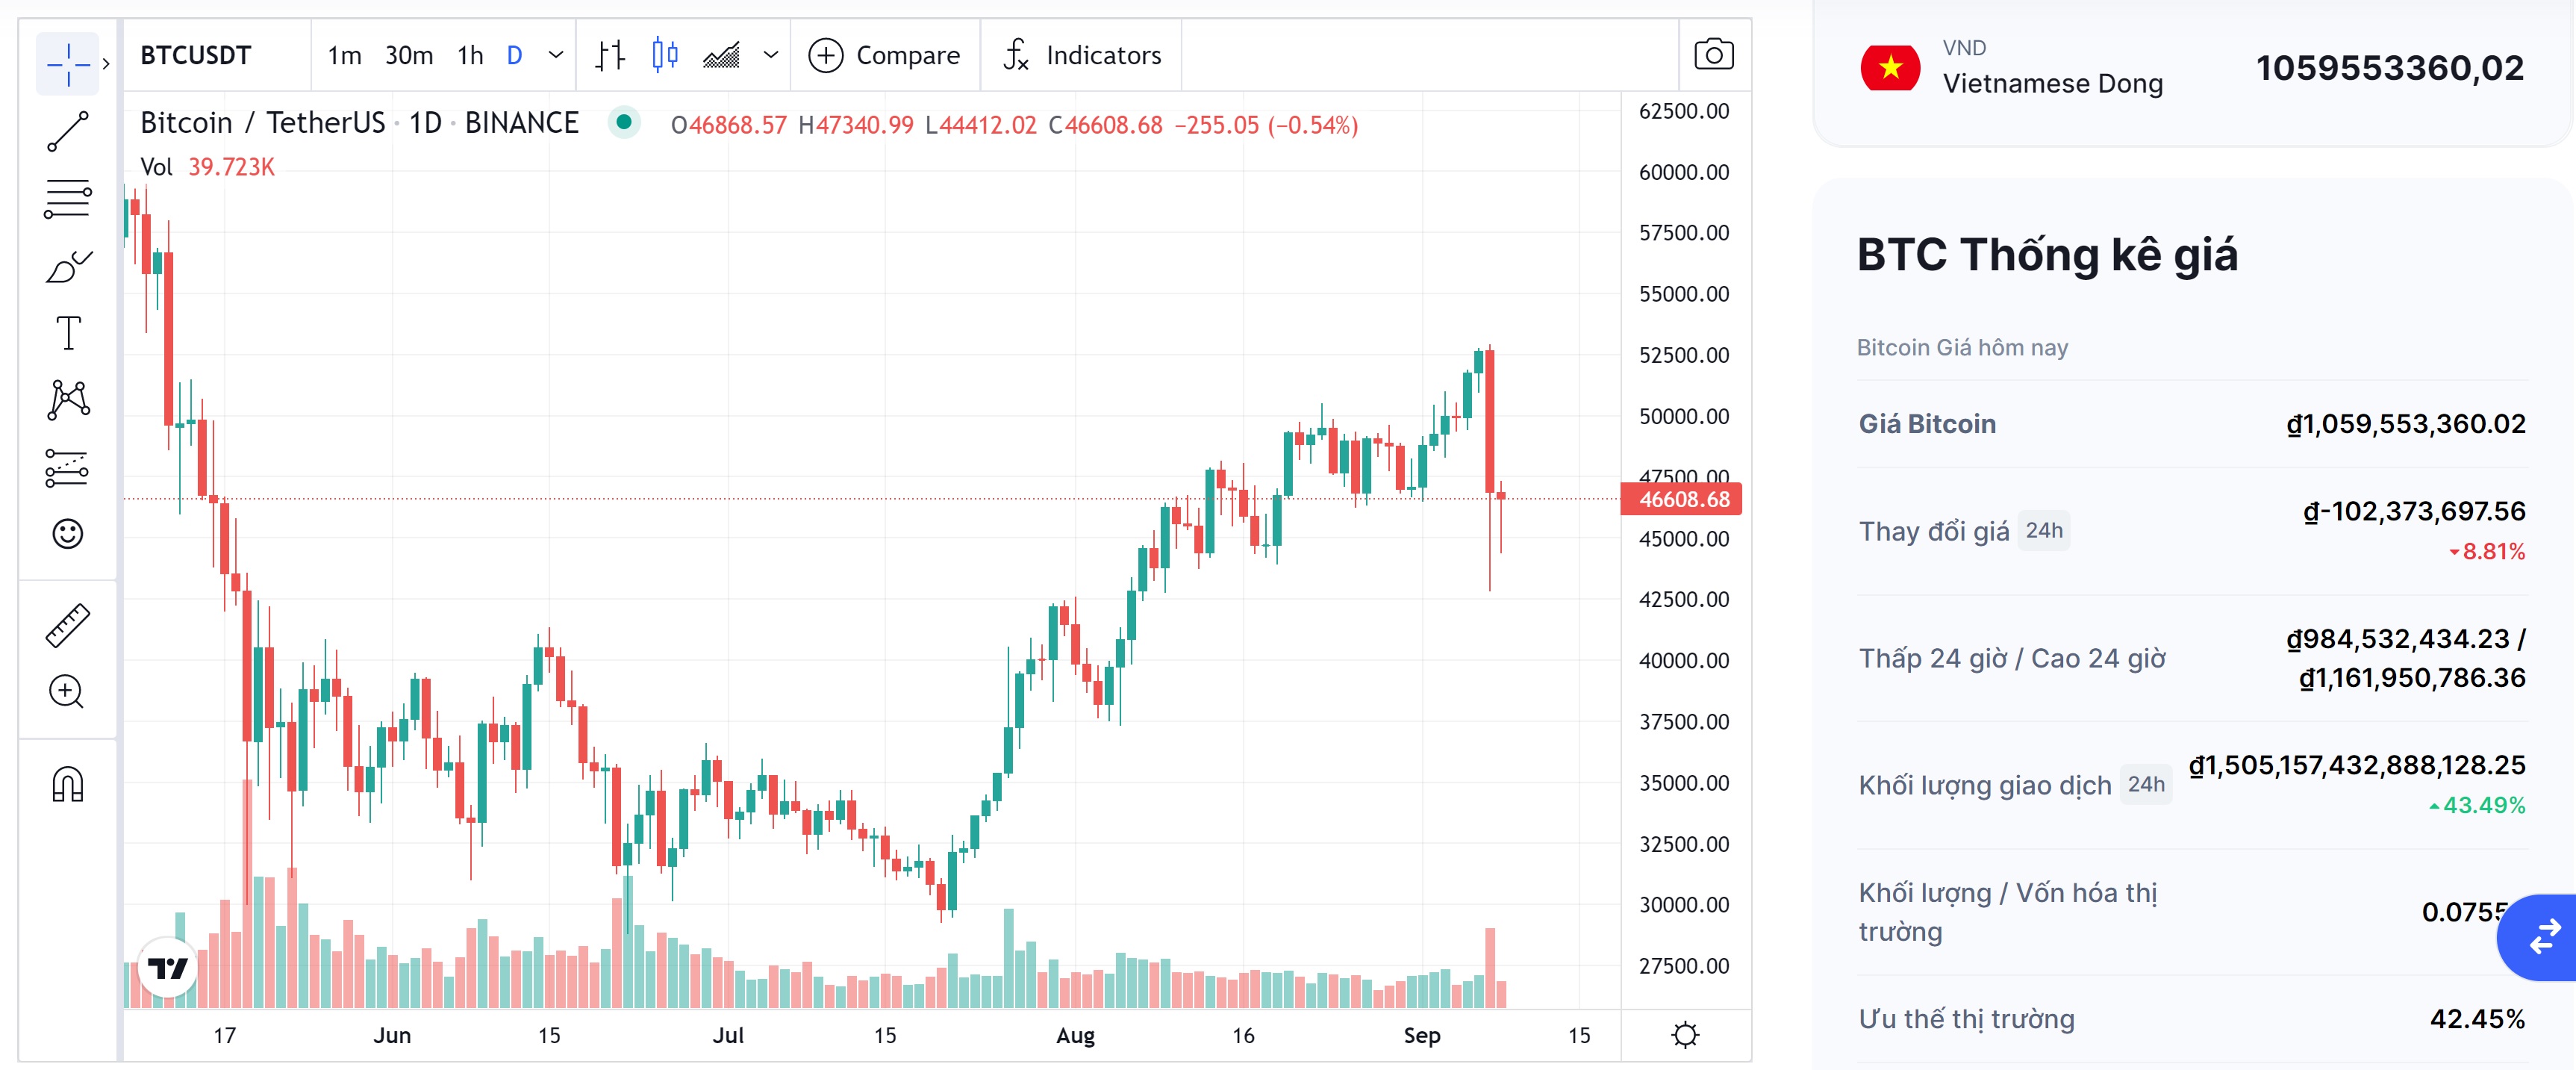 BTCUSDT 1m 30m 1h D Compare Indicators
Bitcoin / TetherUS · 1D · BINANCE O46868.57 H47340.99 L44412.02 C46608.68 −255.05 (−0.54%)
Vol 39.723K
62500.00
60000.00
57500.00
55000.00
52500.00
50000.00
47500.00
46608.68
45000.00
42500.00
40000.00
37500.00
35000.00
32500.00
30000.00
27500.00
17 Jun 15 Jul 15 Aug 16 Sep 15
VND
Vietnamese Dong 1059553360,02
BTC Thống kê giá
Bitcoin Giá hôm nay
Giá Bitcoin ₫1,059,553,360.02
Thay đổi giá 24h ₫-102,373,697.56
8.81%
Thấp 24 giờ / Cao 24 giờ ₫984,532,434.23 /
₫1,161,950,786.36
Khối lượng giao dịch 24h ₫1,505,157,432,888,128.25
43.49%
Khối lượng / Vốn hóa thị
trường
Ưu thế thị trường 42.45%